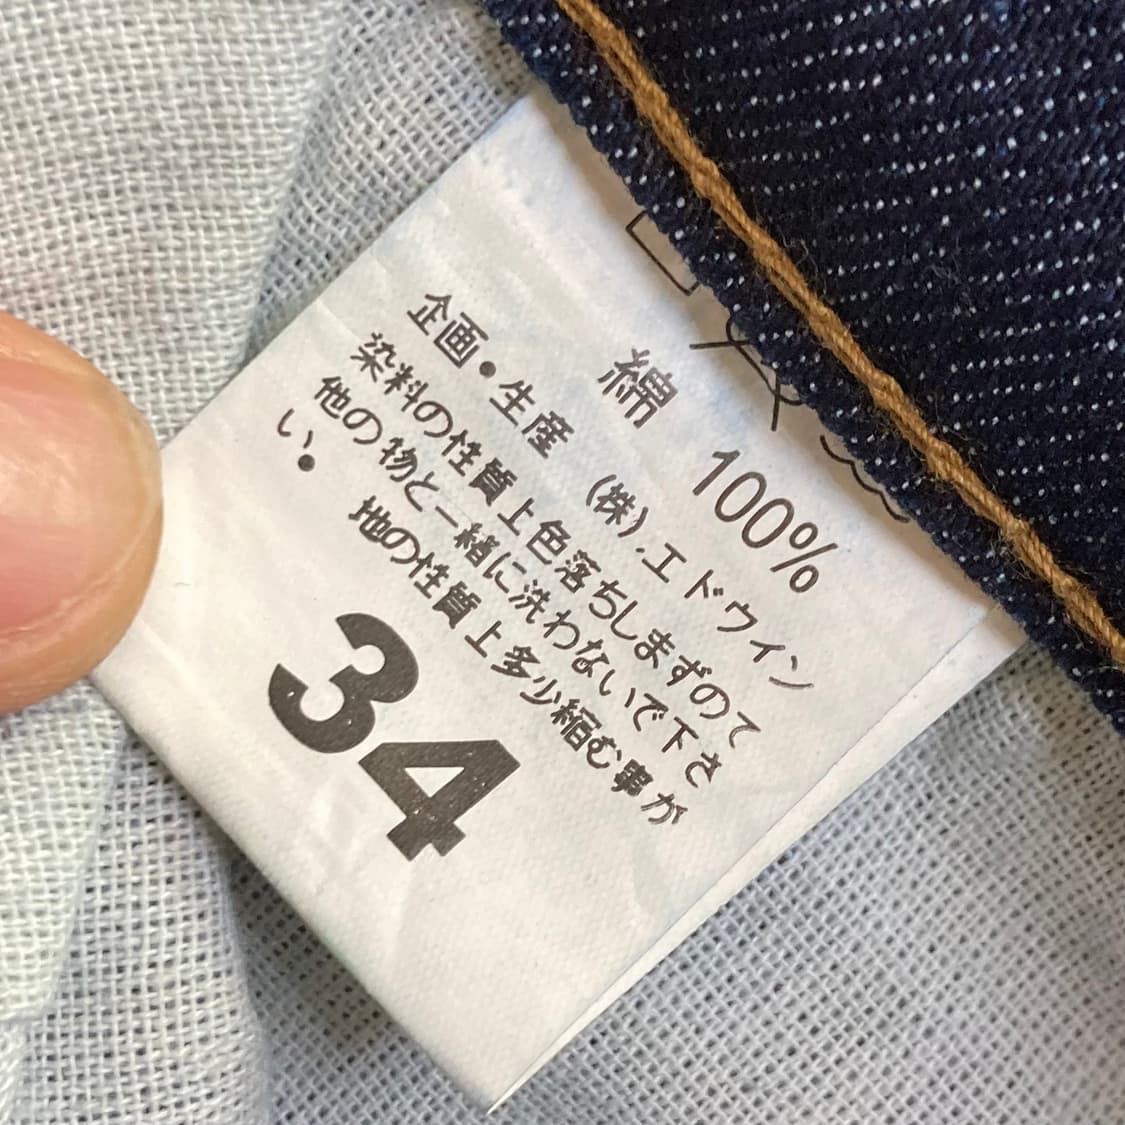 綿 100%
企画・生産 (株).エドウイン
染料の性質上色落ちしまずのて
他の物と一緒に洗わないで下さ
い・ 地の性質上多少縮む事が
34